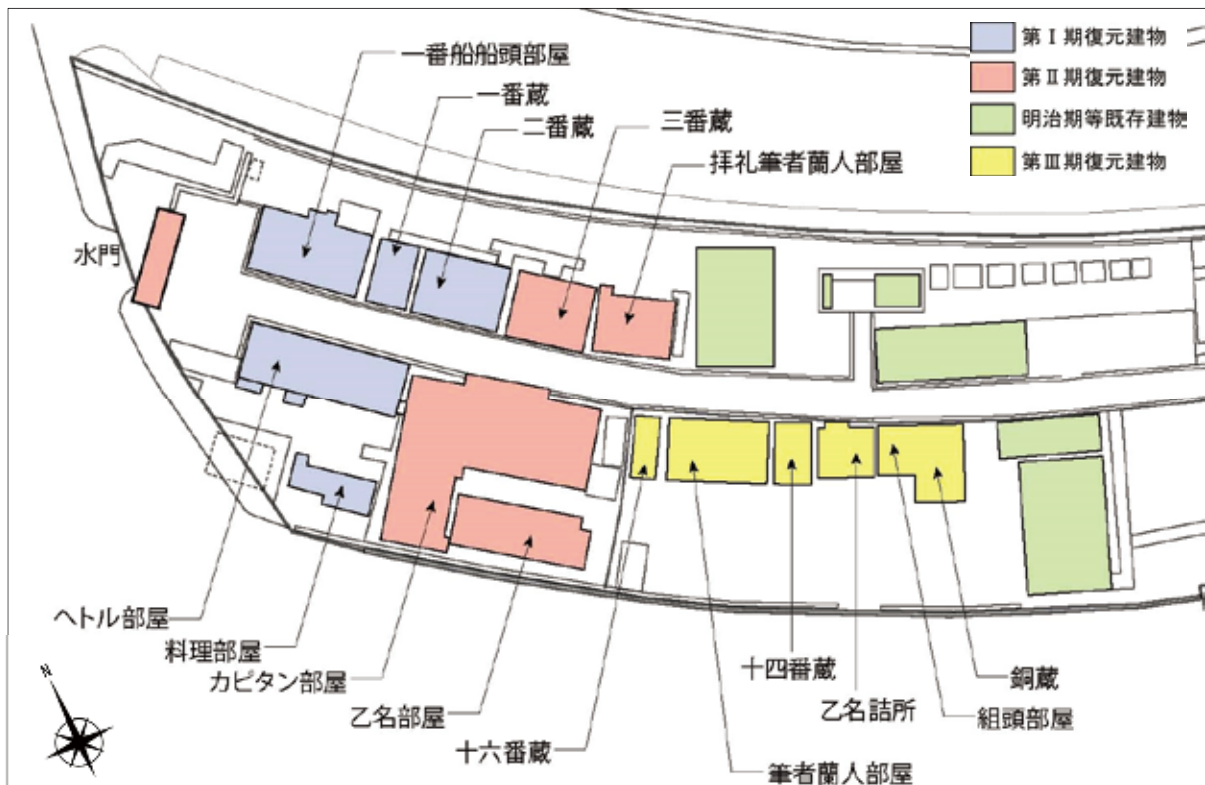 第Ⅰ期復元建物
第Ⅱ期復元建物
明治期等既存建物
第Ⅲ期復元建物
一番船船頭部屋
一番蔵
二番蔵
三番蔵
拝礼筆者蘭人部屋
水門
ヘトル部屋
料理部屋
カピタン部屋
乙名部屋
十六番蔵
筆者蘭人部屋
十四番蔵
乙名詰所
組頭部屋
銅蔵
N